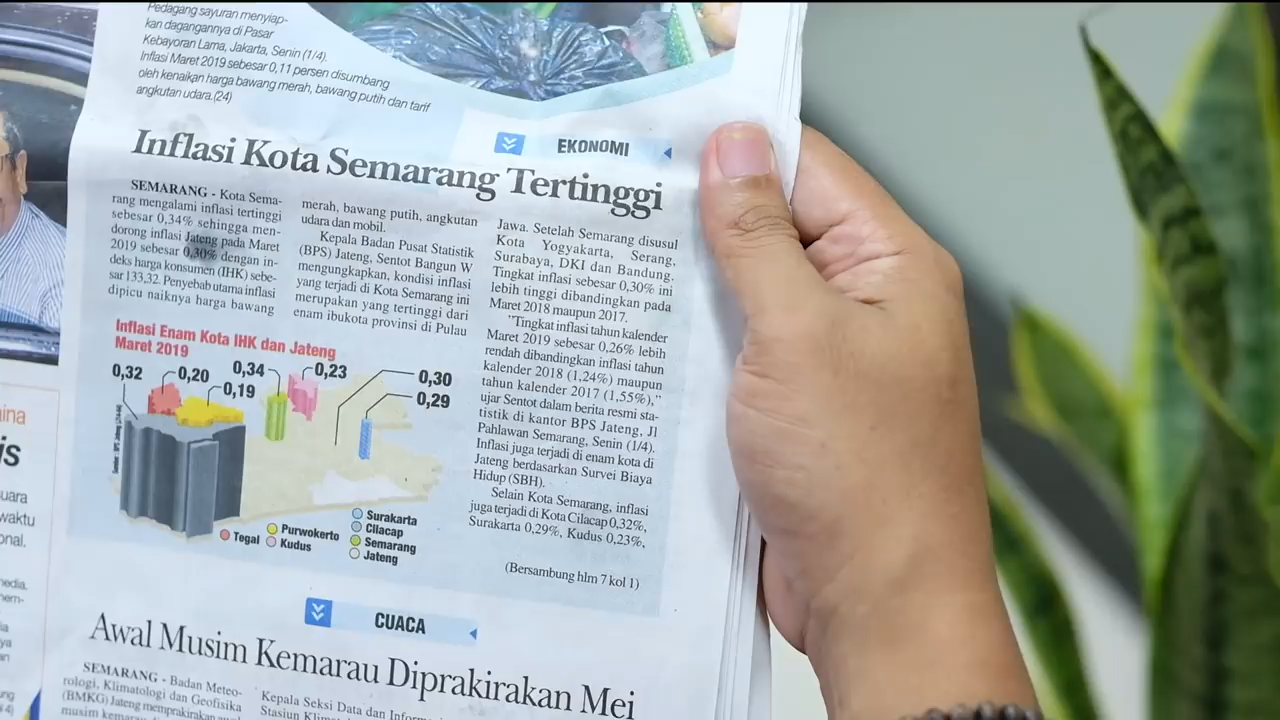 Pedagang sayuran menyiap-
kan dagangannya di Pasar
Kebayoran Lama, Jakarta, Senin (1/4).
Inflasi Maret 2019 sebesar 0,11 persen disumbang
oleh kenaikan harga bawang merah, bawang putih dan tarif
angkutan udara.(24)
EKONOMI
Inflasi Kota Semarang Tertinggi
SEMARANG - Kota Sema-
rang mengalami inflasi tertinggi
sebesar 0,34% sehingga men-
dorong inflasi Jateng pada Maret
2019 sebesar 0,30% dengan in-
deks harga konsumen (IHK) sebe-
sar 133,32. Penyebab utama inflasi
dipicu naiknya harga bawang
merah, bawang putih, angkutan
udara dan mobil.
Kepala Badan Pusat Statistik
(BPS) Jateng, Sentot Bangun W
mengungkapkan, kondisi inflasi
yang terjadi di Kota Semarang ini
merupakan yang tertinggi dari
enam ibukota provinsi di Pulau
Jawa. Setelah Semarang disusul
Kota Yogyakarta, Serang,
Surabaya, DKI dan Bandung.
Tingkat inflasi sebesar 0,30% ini
lebih tinggi dibandingkan pada
Maret 2018 maupun 2017.
"Tingkat inflasi tahun kalender
Maret 2019 sebesar 0,26% lebih
rendah dibandingkan inflasi tahun
kalender 2018 (1,24%) maupun
tahun kalender 2017 (1,55%),"
ujar Sentot dalam berita resmi sta-
tistik di kantor BPS Jateng, Jl
Pahlawan Semarang, Senin (1/4).
Inflasi juga terjadi di enam kota di
Jateng berdasarkan Survei Biaya
Hidup (SBH).
Selain Kota Semarang, inflasi
juga terjadi di Kota Cilacap 0,32%,
Surakarta 0,29%, Kudus 0,23%,
(Bersambung hlm 7 kol 1)
Inflasi Enam Kota IHK dan Jateng
Maret 2019
0,32
0,20
0,19
0,34
0,23
0,30
0,29
Tegal
Purwokerto
Kudus
Surakarta
Cilacap
Semarang
Jateng
CUACA
Awal Musim Kemarau Diprakirakan Mei
SEMARANG - Badan Meteo-
rologi, Klimatologi dan Geofisika
(BMKG) Jateng memprakirakan
musim
Kepala Seksi Data dan
Stasiun